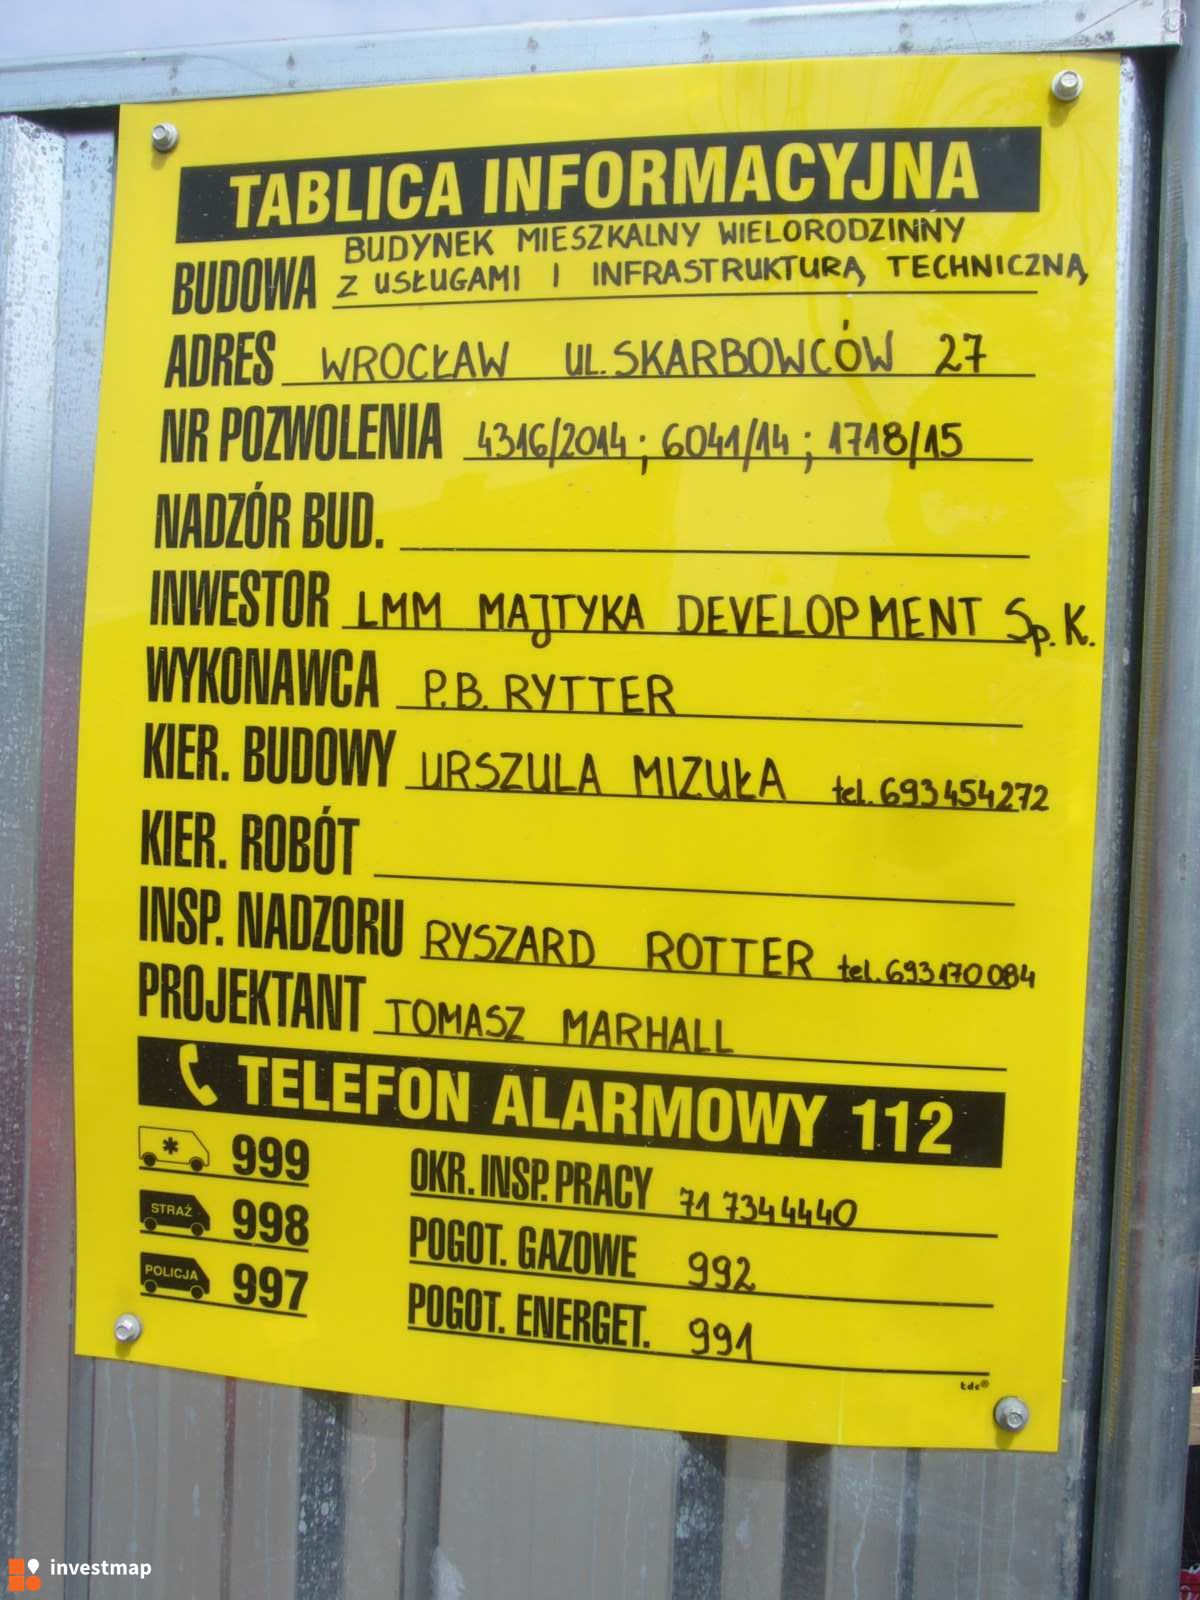 TABLICA INFORMACYJNA
BUDOWA BUDYNEK MIESZKALNY WIELORODZINNY
Z USŁUGAMI I INFRASTRUKTURĄ TECHNICZNĄ
ADRES WROCŁAW UL. SKARBOWCÓW 27
NR POZWOLENIA 4316/2014; 6041/14; 1718/15
NADZÓR BUD.
INWESTOR LMM MAJTYKA DEVELOPMENT Sp. K.
WYKONAWCA P.B. RYTTER
KIER. BUDOWY URSZULA MIZUŁA tel. 693454272
KIER. ROBÓT
INSP. NADZORU RYSZARD ROTTER tel. 693170084
PROJEKTANT TOMASZ MARHALL
TELEFON ALARMOWY 112
999 OKR. INSP. PRACY 71 7344440
STRAŻ 998 POGOT. GAZOWE 992
POLICJA 997 POGOT. ENERGET. 991
tdc®
investmap